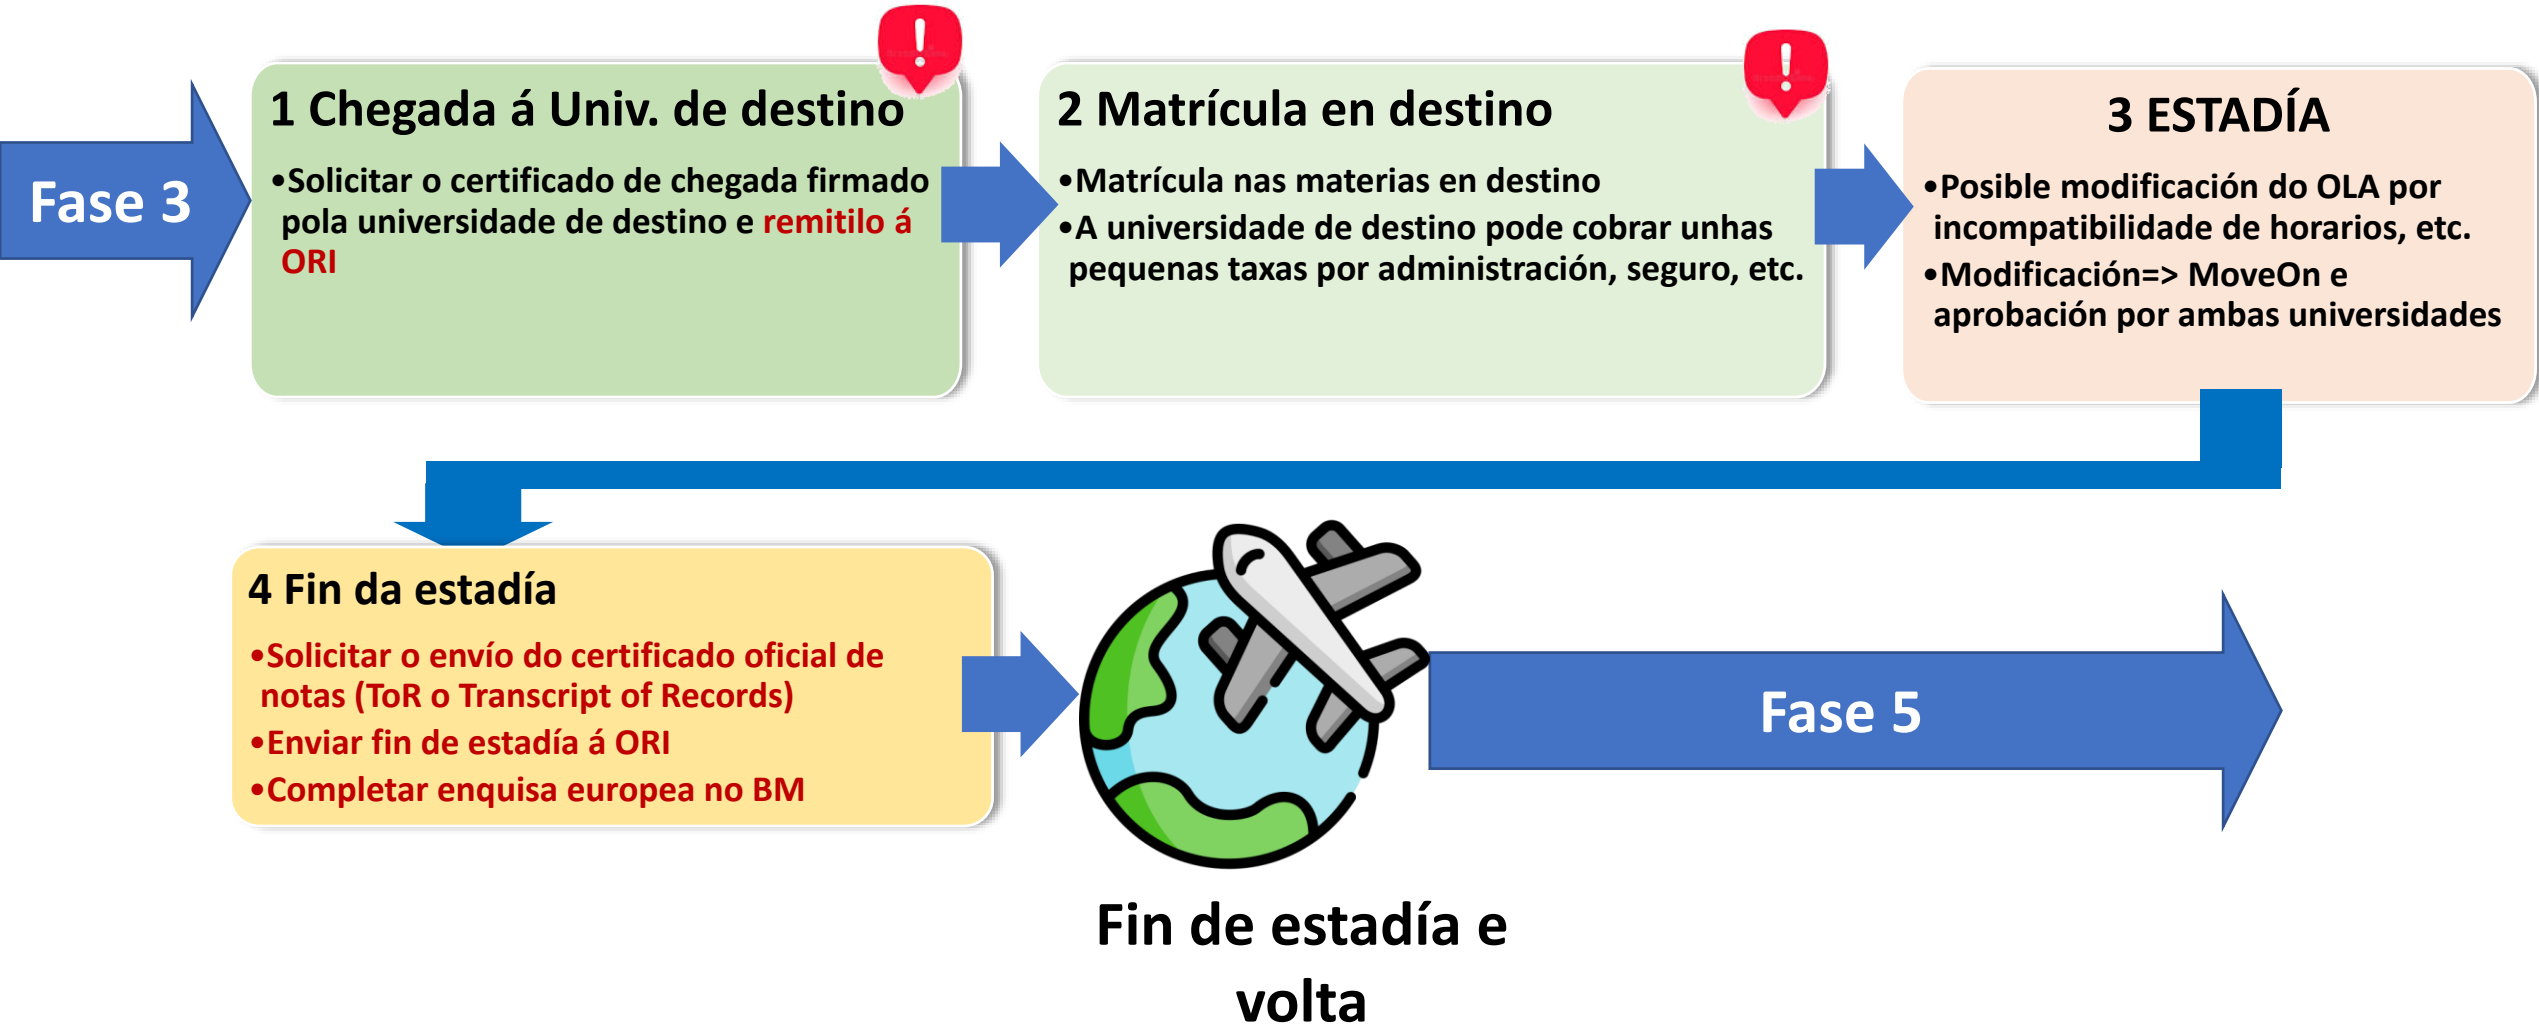 Fase 3
1 Chegada á Univ. de destino
•Solicitar o certificado de chegada firmado
pola universidade de destino e remitilo á
ORI
2 Matrícula en destino
•Matrícula nas materias en destino
•A universidade de destino pode cobrar unhas
pequenas taxas por administración, seguro, etc.
3 ESTADÍA
•Posible modificación do OLA por
incompatibilidade de horarios, etc.
•Modificación=> MoveOn e
aprobación por ambas universidades
4 Fin da estadía
•Solicitar o envío do certificado oficial de
notas (ToR o Transcript of Records)
•Enviar fin de estadía á ORI
•Completar enquisa europea no BM
Fin de estadía e
volta
Fase 5